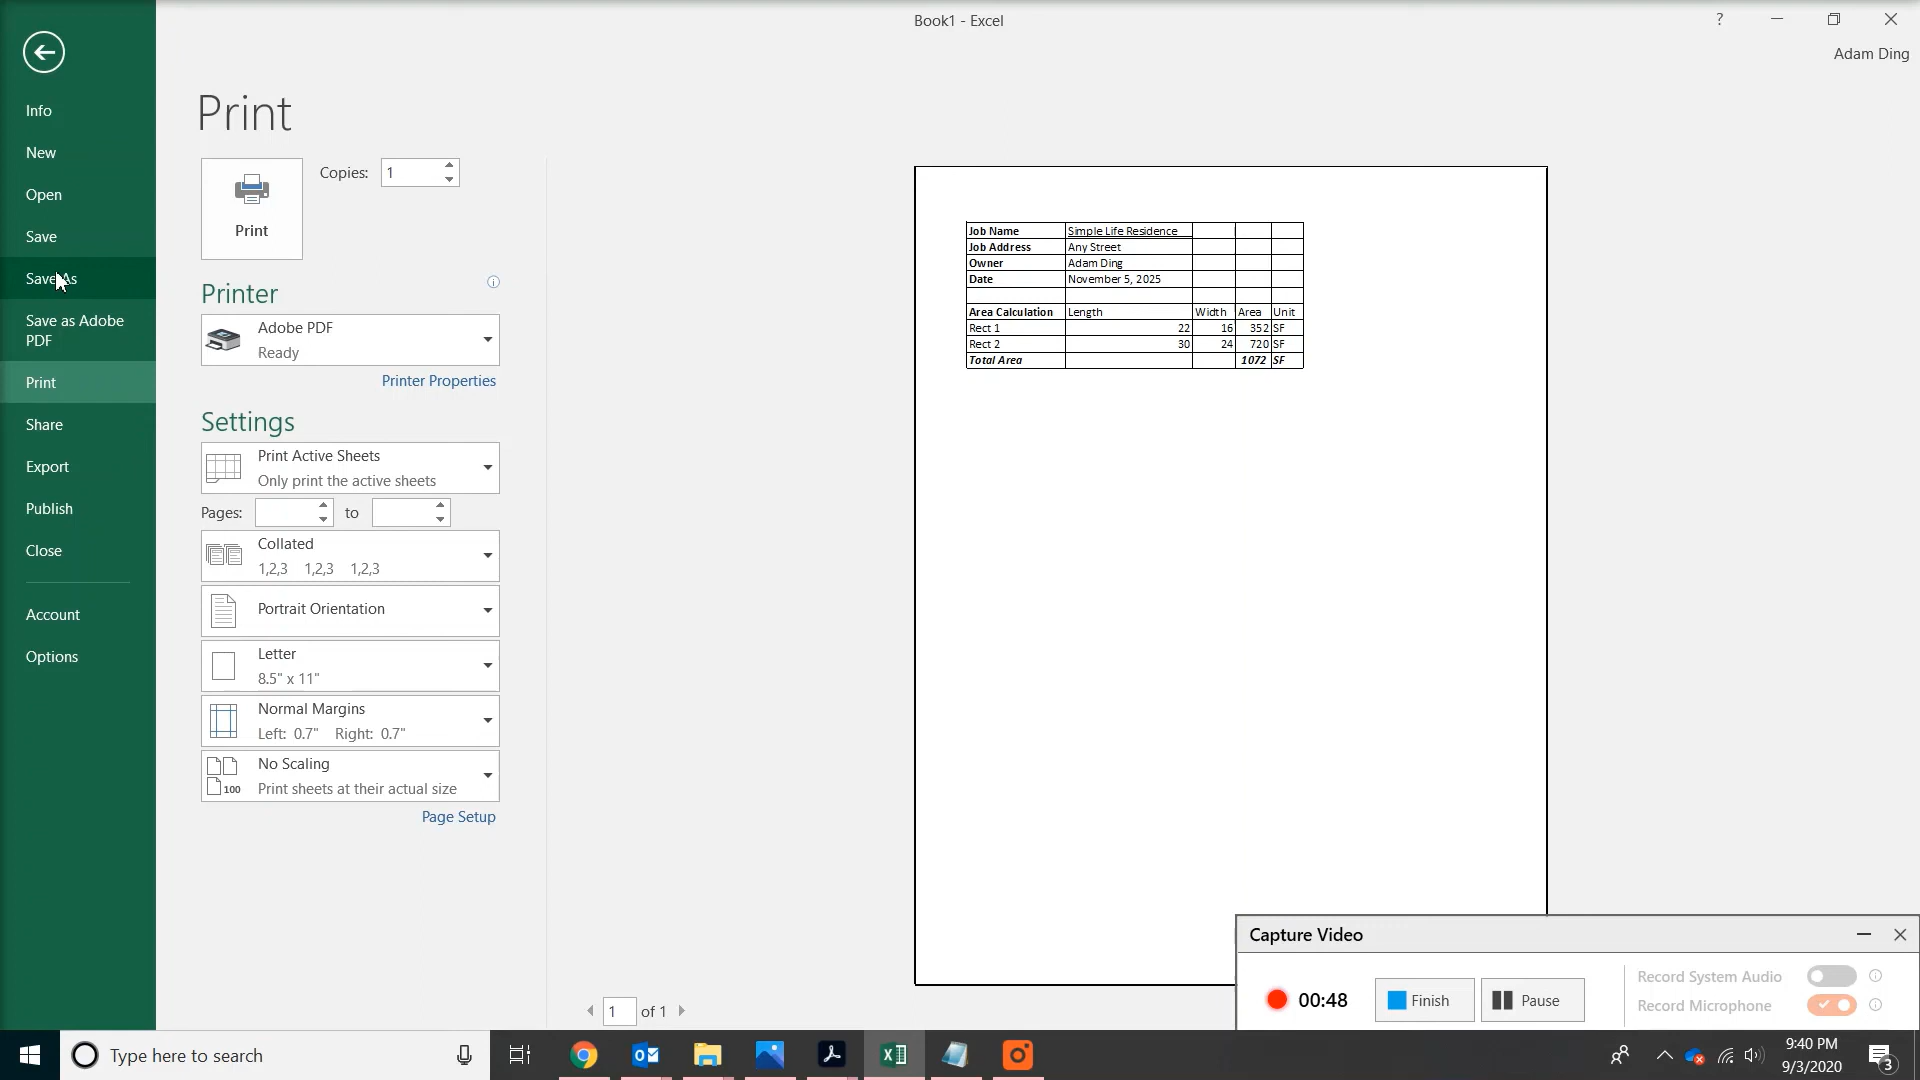 Book1 - Excel
?
Adam Ding
Info
New
Open
Save
Save As
Save as Adobe
PDF
Print
Share
Export
Publish
Close
Account
Options
Print
Print
Copies: 1
Printer
Adobe PDF
Ready
Printer Properties
Settings
Print Active Sheets
Only print the active sheets
Pages: to
Collated
1,2,3 1,2,3 1,2,3
Portrait Orientation
Letter
8.5" x 11"
Normal Margins
Left: 0.7" Right: 0.7"
No Scaling
100 Print sheets at their actual size
Page Setup
Job Name Simple Life Residence
Job Address Any Street
Owner Adam Ding
Date November 5, 2025
Area Calculation Length Width Area Unit
Rect 1 22 16 352 SF
Rect 2 30 24 720 SF
Total Area 1072 SF
1 of 1
Capture Video
00:48 Finish Pause
Record System Audio
Record Microphone
Type here to search
9:40 PM
9/3/2020
3